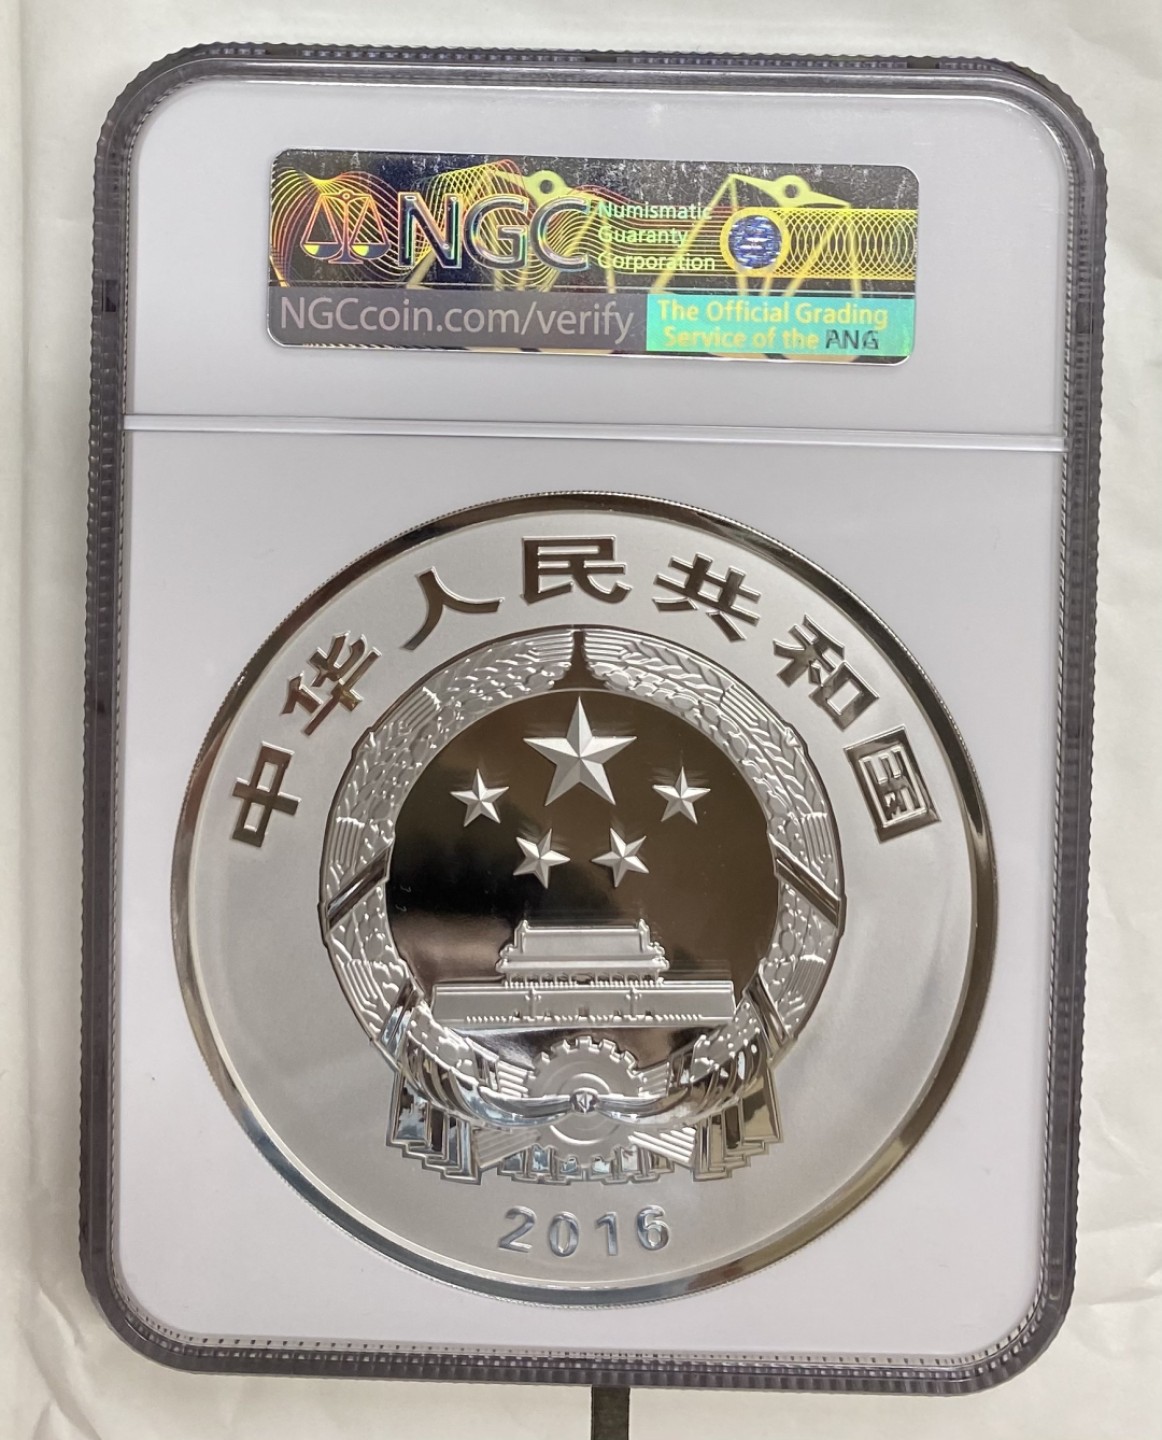 NGC
Numismatic
Guaranty
Corporation
NGCcoin.com/verify
The Official Grading
Service of the ANG
中华人民共和国
2016